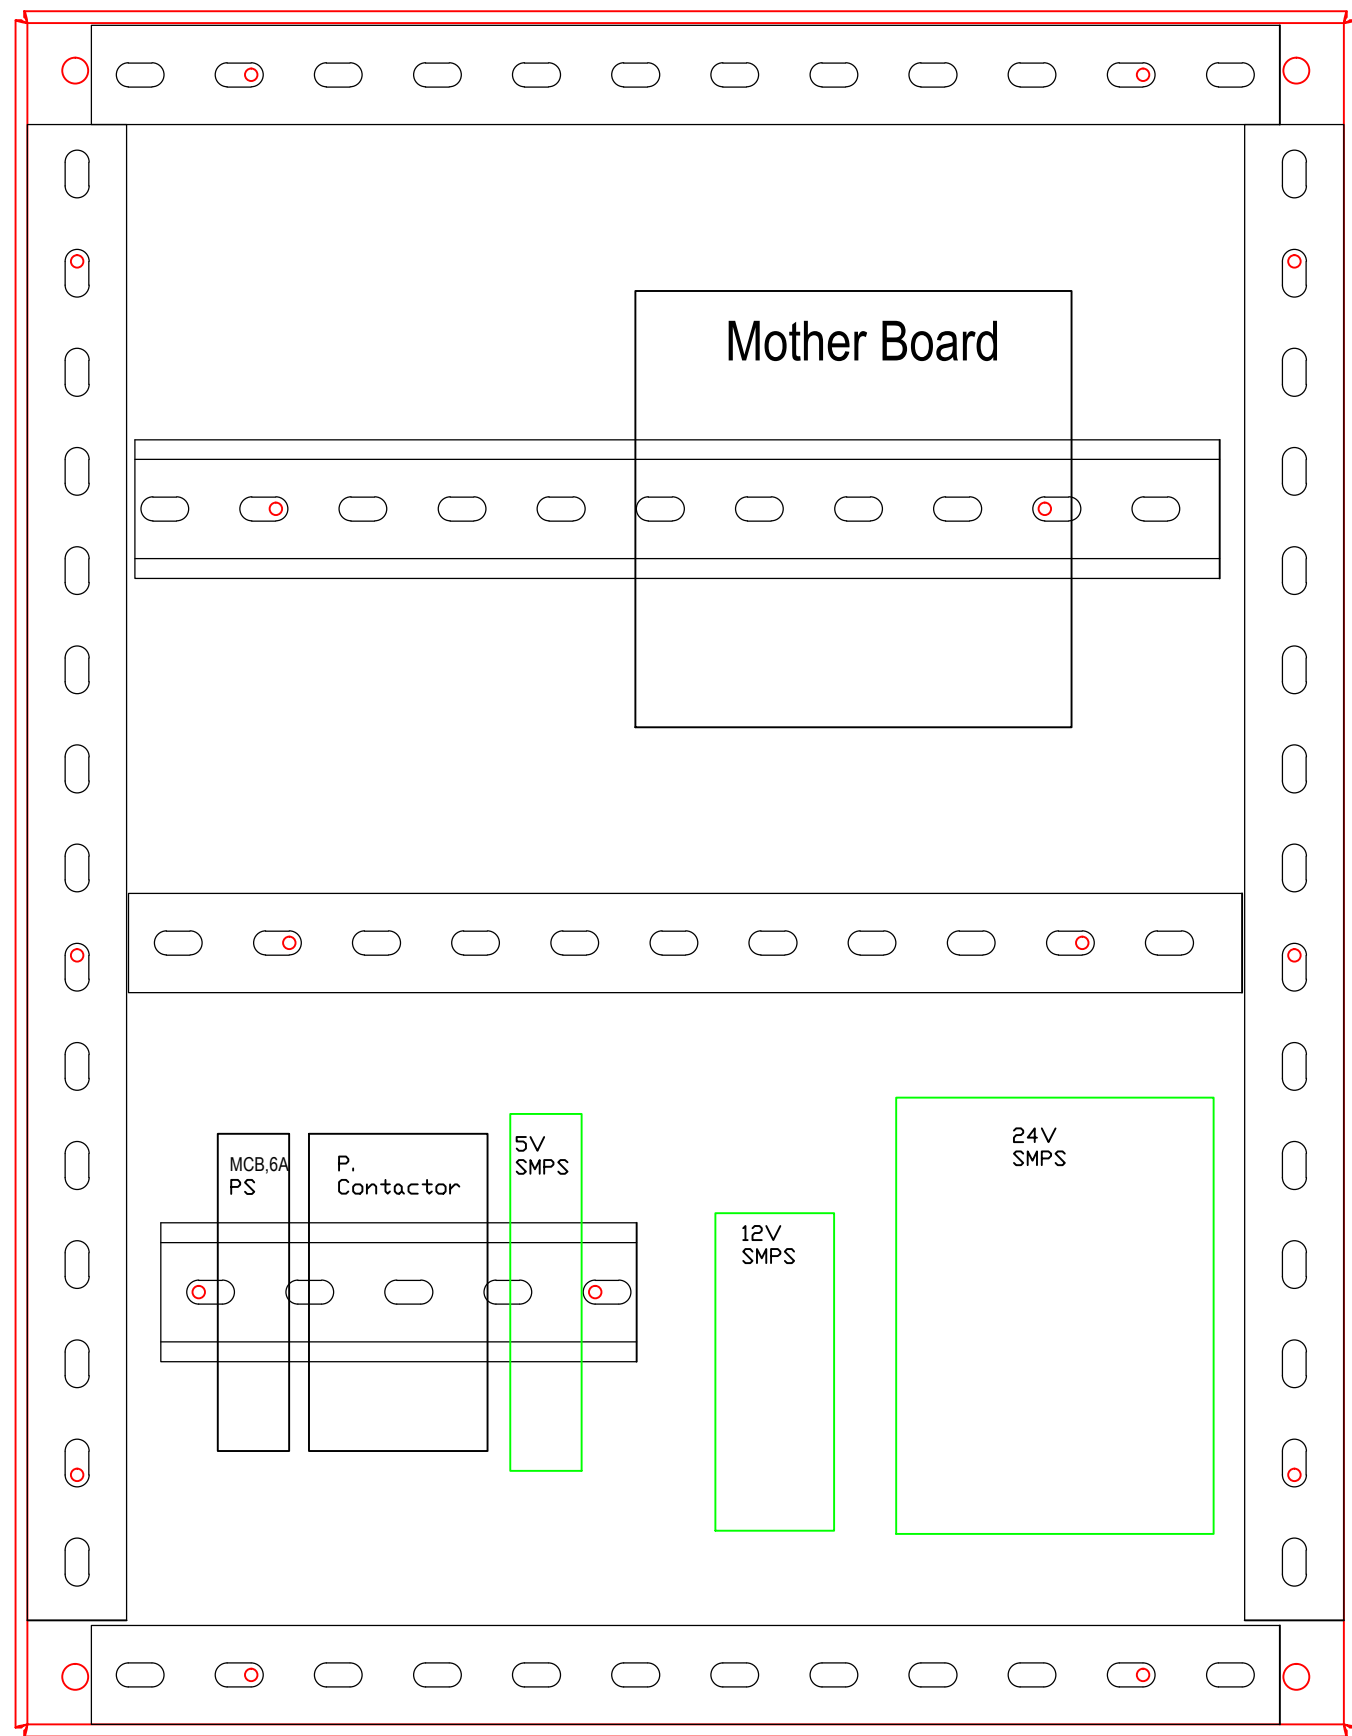 Mother Board
MCB,6A
PS
P.
Contactor
5V
SMPS
12V
SMPS
24V
SMPS